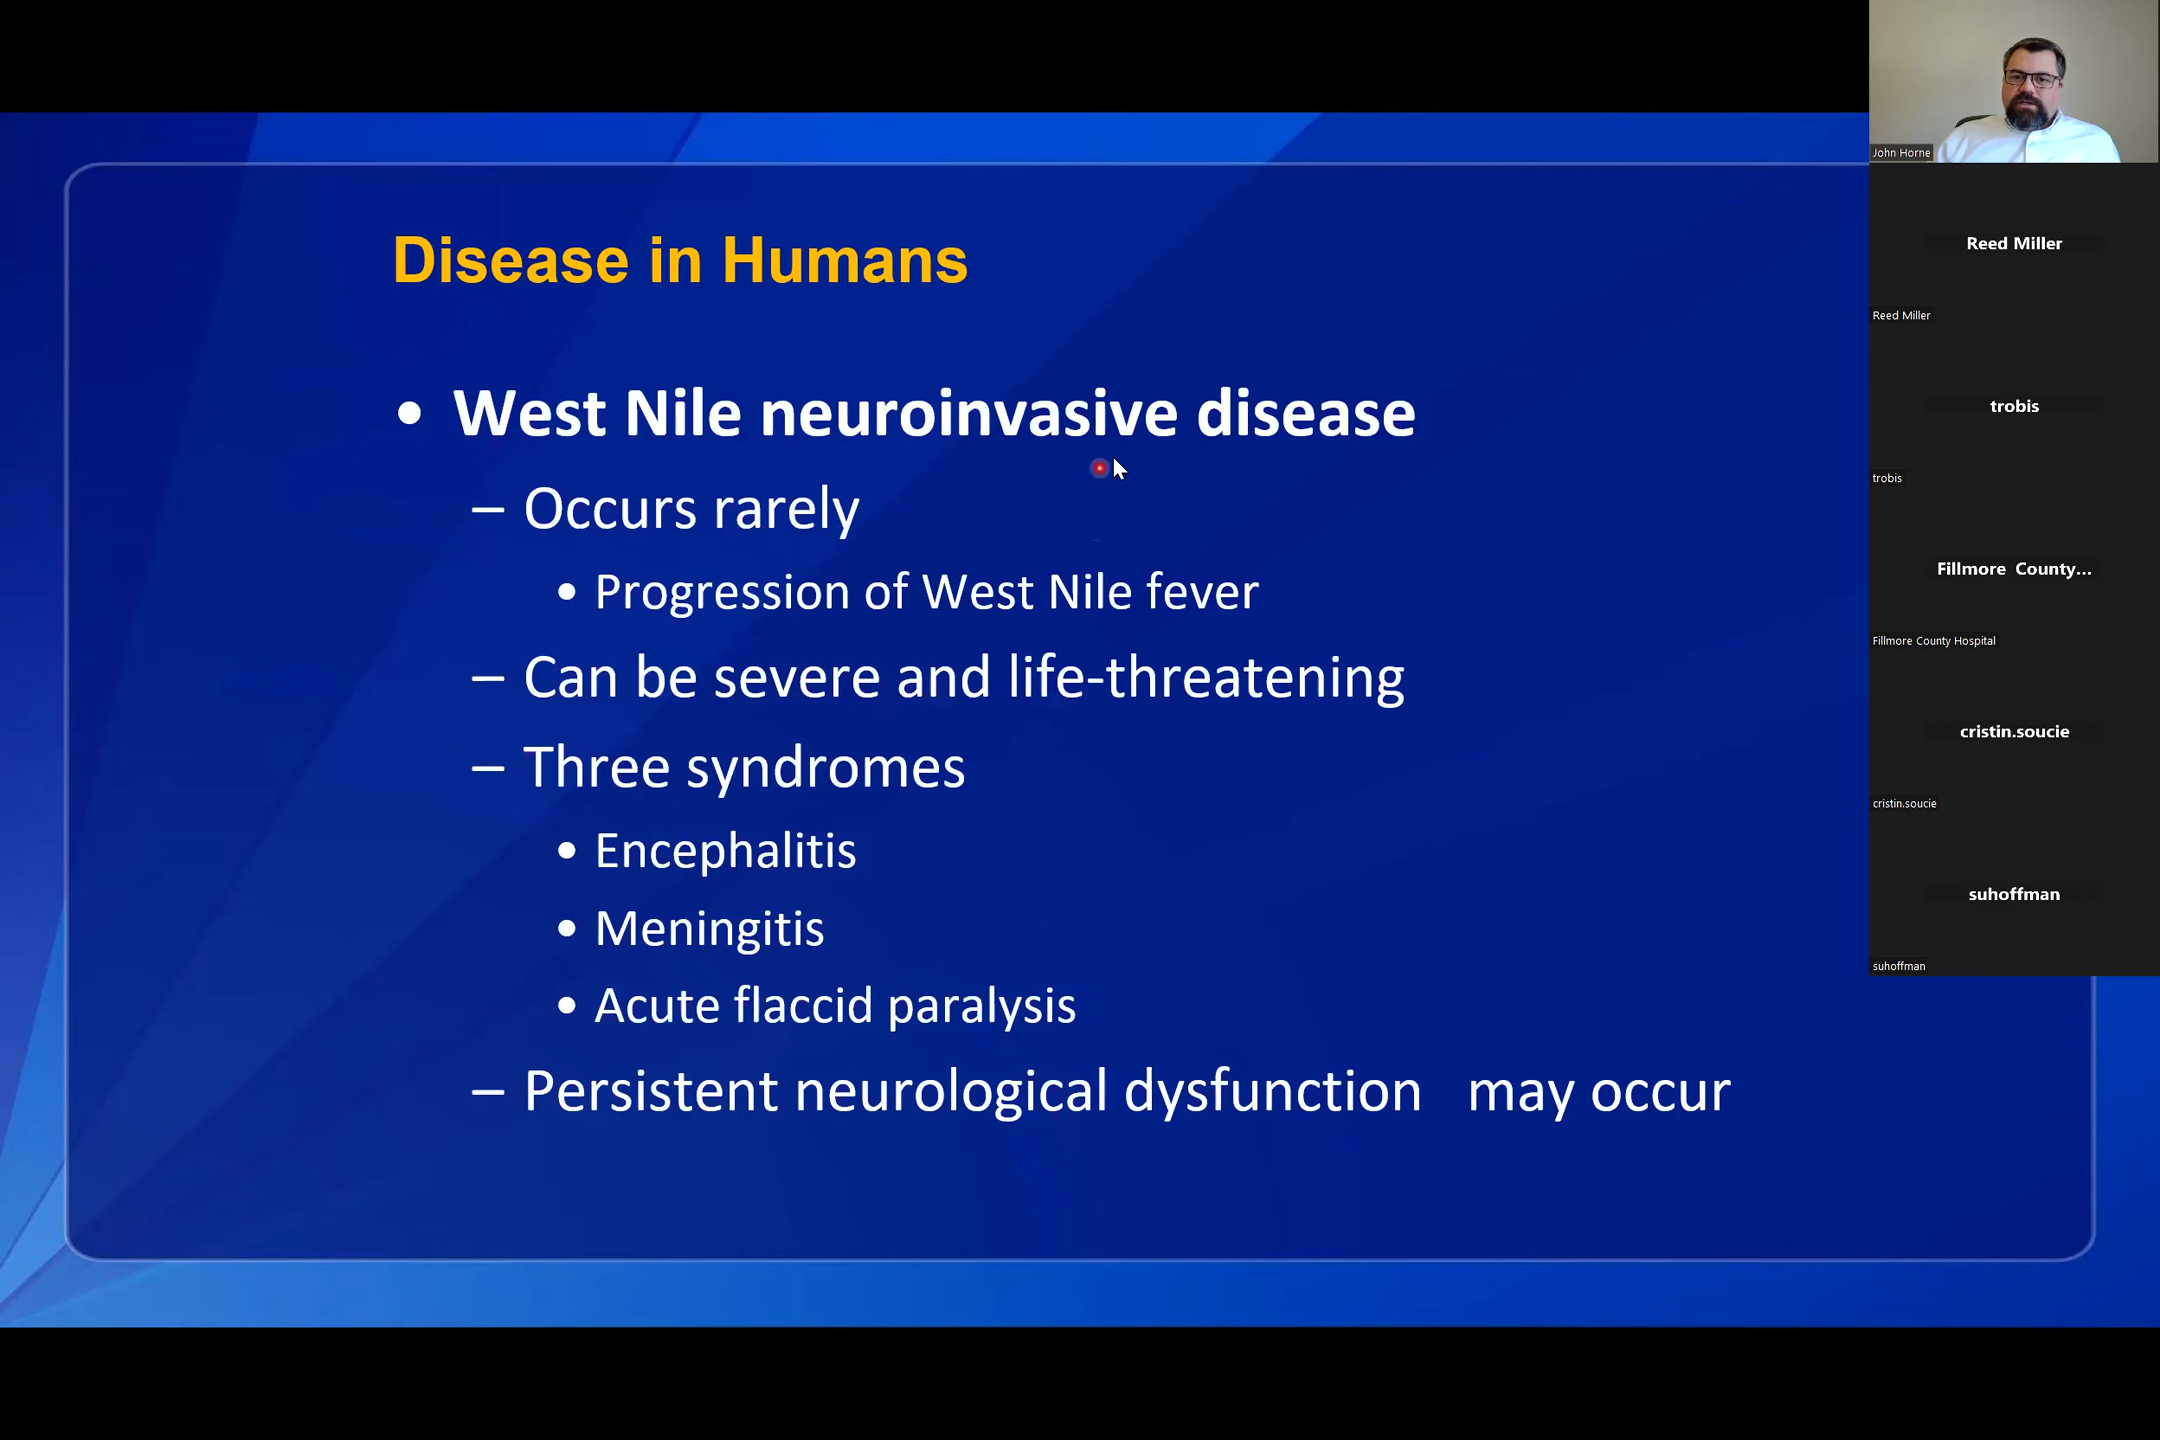 Disease in Humans
• West Nile neuroinvasive disease
– Occurs rarely
• Progression of West Nile fever
– Can be severe and life-threatening
– Three syndromes
• Encephalitis
• Meningitis
• Acute flaccid paralysis
– Persistent neurological dysfunction may occur
John Horne
Reed Miller
Reed Miller
trobis
trobis
Fillmore County...
Fillmore County Hospital
cristin.soucie
cristin.soucie
suhoffman
suhoffman